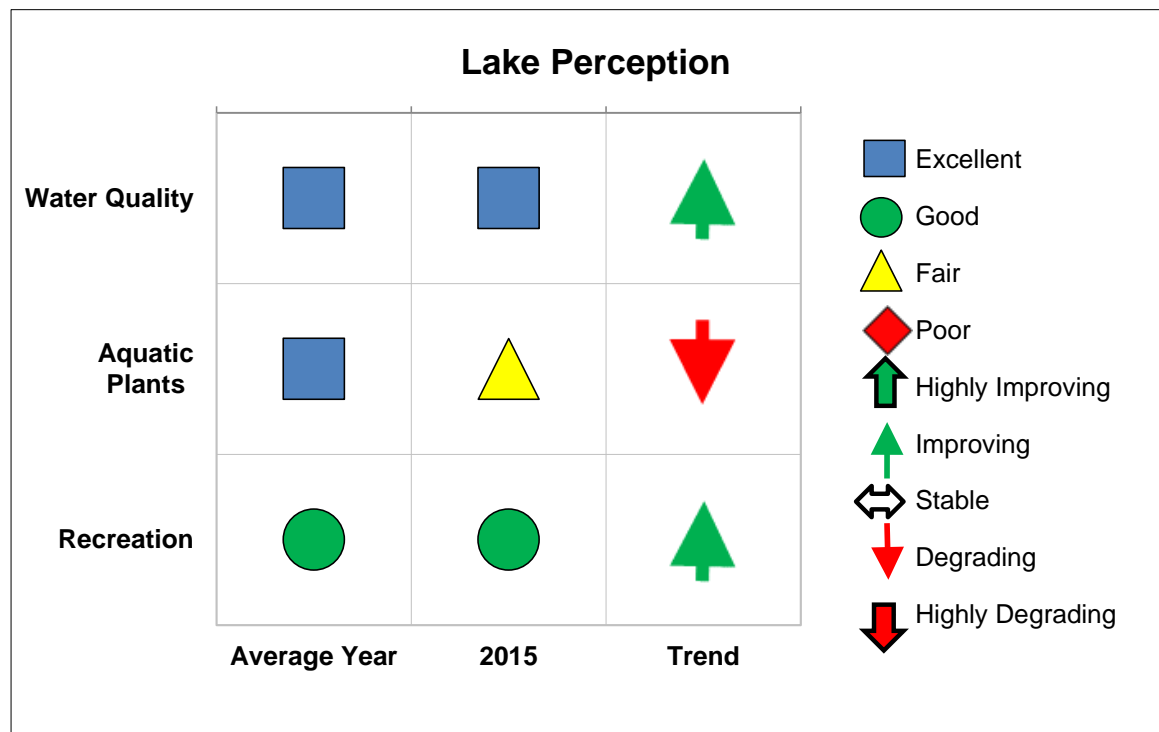 Lake Perception
Water Quality
Aquatic
Plants
Recreation
Average Year
2015
Trend
Excellent
Good
Fair
Poor
Highly Improving
Improving
Stable
Degrading
Highly Degrading